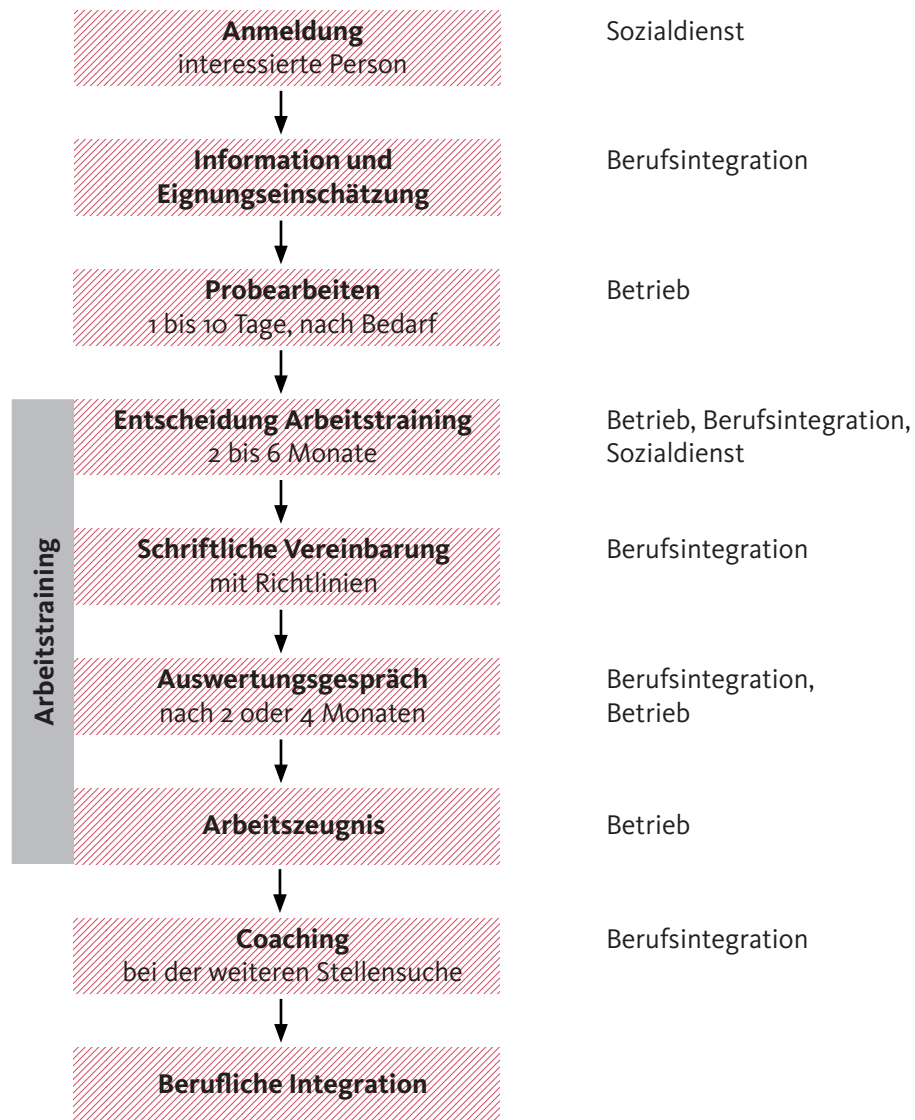 Anmeldung
interessierte Person
Sozialdienst
Information und
Eignungseinschätzung
Berufsintegration
Probearbeiten
1 bis 10 Tage, nach Bedarf
Betrieb
Arbeitstraining
Entscheidung Arbeitstraining
2 bis 6 Monate
Betrieb, Berufsintegration,
Sozialdienst
Schriftliche Vereinbarung
mit Richtlinien
Berufsintegration
Auswertungsgespräch
nach 2 oder 4 Monaten
Berufsintegration,
Betrieb
Arbeitszeugnis
Betrieb
Coaching
bei der weiteren Stellensuche
Berufsintegration
Berufliche Integration